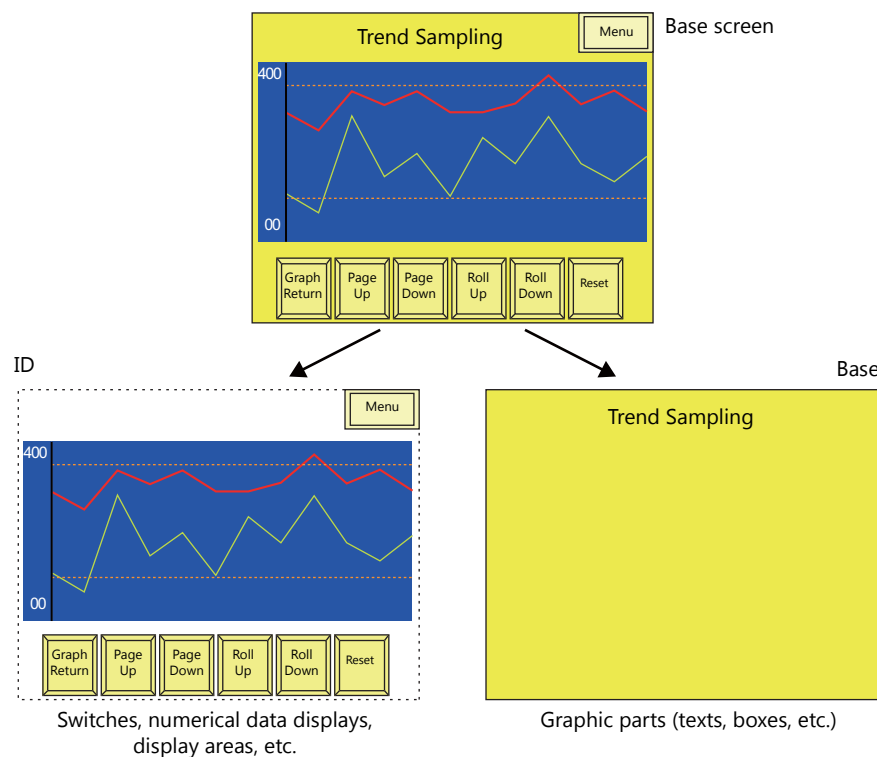 Trend Sampling
Menu
Base screen
400
00
Graph
Return
Page
Up
Page
Down
Roll
Up
Roll
Down
Reset
ID
Base
Menu
400
00
Graph
Return
Page
Up
Page
Down
Roll
Up
Roll
Down
Reset
Trend Sampling
Switches, numerical data displays,
display areas, etc.
Graphic parts (texts, boxes, etc.)